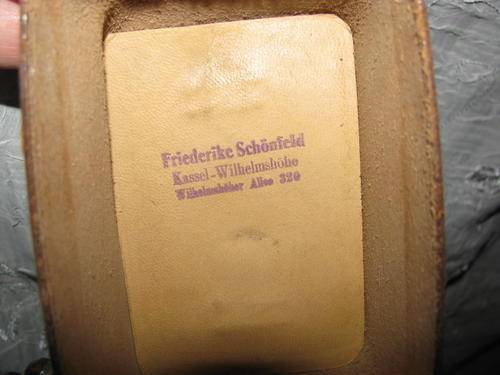 Friederike Schönfeld
Kassel-Wilhelmshöhe
Wilhelmshöher Allee 320